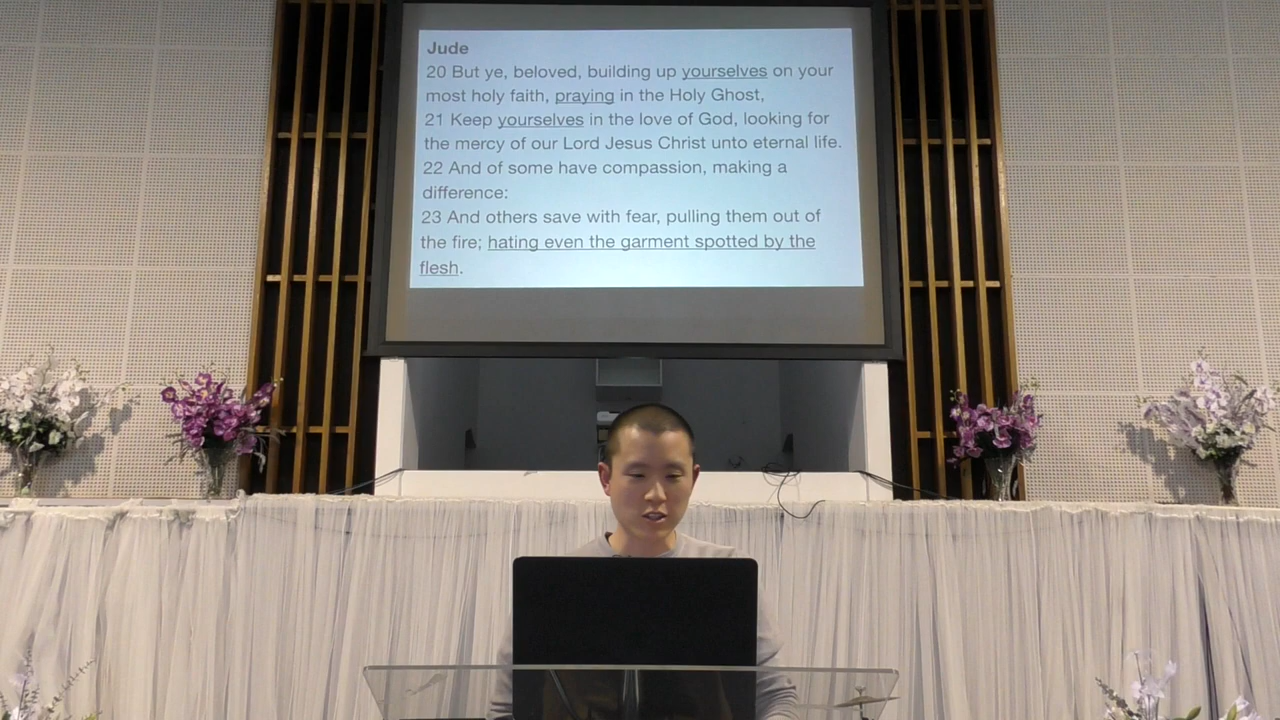 Jude
20 But ye, beloved, building up yourselves on your
most holy faith, praying in the Holy Ghost,
21 Keep yourselves in the love of God, looking for
the mercy of our Lord Jesus Christ unto eternal life.
22 And of some have compassion, making a
difference:
23 And others save with fear, pulling them out of
the fire; hating even the garment spotted by the
flesh.